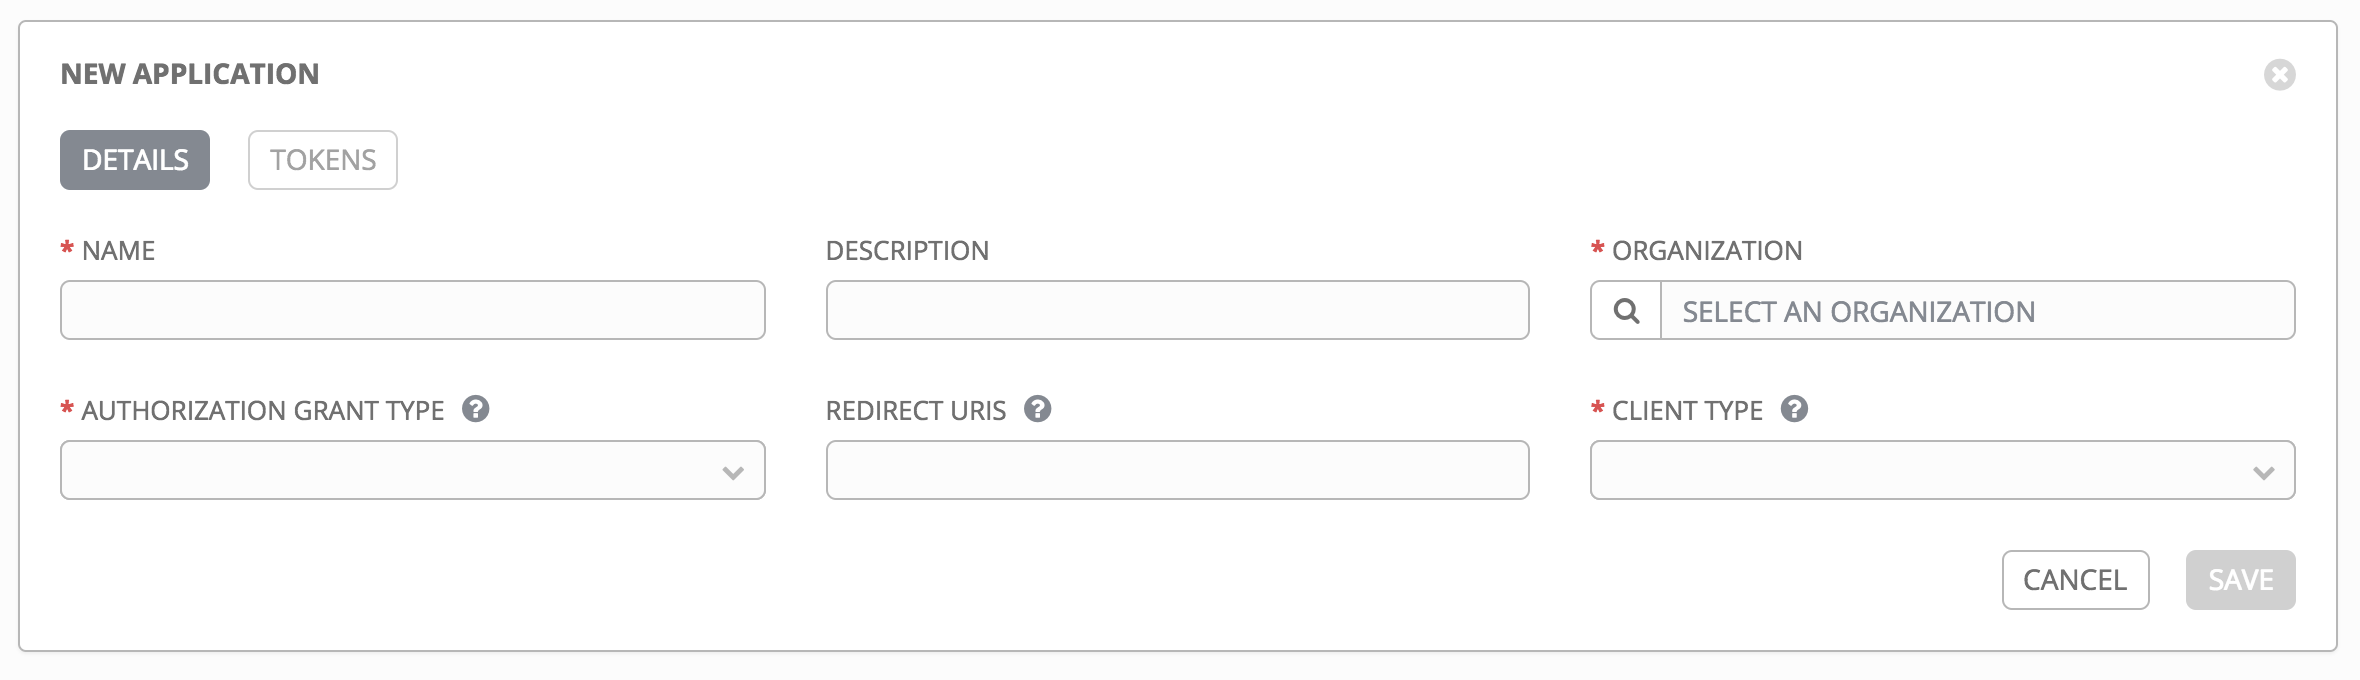 NEW APPLICATION
DETAILS TOKENS
* NAME DESCRIPTION * ORGANIZATION
SELECT AN ORGANIZATION
* AUTHORIZATION GRANT TYPE ? REDIRECT URIS ? * CLIENT TYPE ?
CANCEL SAVE